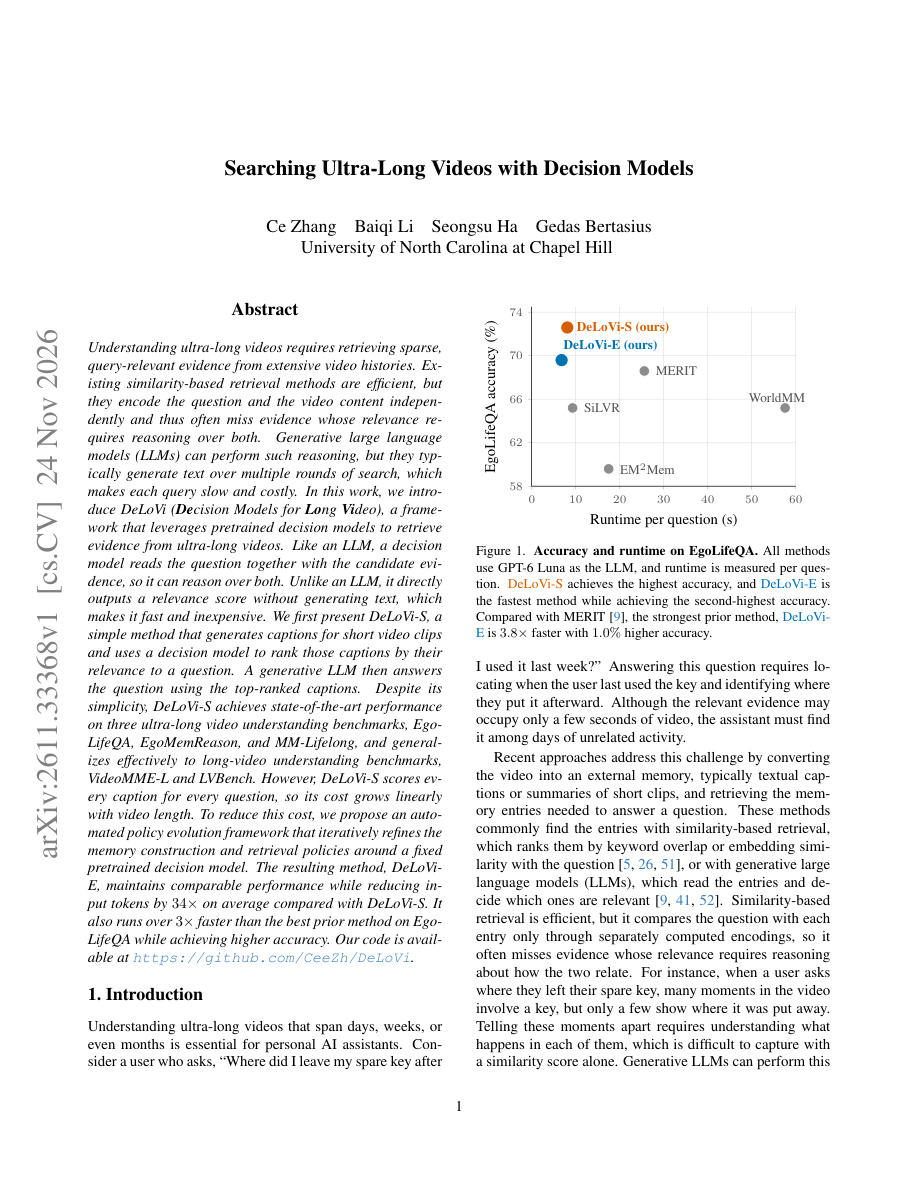 Searching Ultra-Long Videos with Decision Models
Ce Zhang Baiqi Li Seongsu Ha Gedas Bertasius
University of North Carolina at Chapel Hill
arXiv:2611.33368v1 [cs.CV] 24 Nov 2026
Abstract
Understanding ultra-long videos requires retrieving sparse,
query-relevant evidence from extensive video histories. Ex-
isting similarity-based retrieval methods are efficient, but
they encode the question and the video content indepen-
dently and thus often miss evidence whose relevance re-
quires reasoning over both. Generative large language
models (LLMs) can perform such reasoning, but they typ-
ically generate text over multiple rounds of search, which
makes each query slow and costly. In this work, we intro-
duce DeLoVi (Decision Models for Long Video), a frame-
work that leverages pretrained decision models to retrieve
evidence from ultra-long videos. Like an LLM, a decision
model reads the question together with the candidate evi-
dence, so it can reason over both. Unlike an LLM, it directly
outputs a relevance score without generating text, which
makes it fast and inexpensive. We first present DeLoVi-S, a
simple method that generates captions for short video clips
and uses a decision model to rank those captions by their
relevance to a question. A generative LLM then answers
the question using the top-ranked captions. Despite its
simplicity, DeLoVi-S achieves state-of-the-art performance
on three ultra-long video understanding benchmarks, Ego-
LifeQA, EgoMemReason, and MM-Lifelong, and general-
izes effectively to long-video understanding benchmarks,
VideoMME-L and LVBench. However, DeLoVi-S scores ev-
ery caption for every question, so its cost grows linearly
with video length. To reduce this cost, we propose an auto-
mated policy evolution framework that iteratively refines the
memory construction and retrieval policies around a fixed
pretrained decision model. The resulting method, DeLoVi-
E, maintains comparable performance while reducing in-
put tokens by 34× on average compared with DeLoVi-S. It
also runs over 3× faster than the best prior method on Ego-
LifeQA while achieving higher accuracy. Our code is avail-
able at https://github.com/CeeZh/DeLoVi.
1. Introduction
Understanding ultra-long videos that span days, weeks, or
even months is essential for personal AI assistants. Con-
sider a user who asks, “Where did I leave my spare key after
EgoLifeQA accuracy (%)
74
70
66
62
58
DeLoVi-S (ours)
DeLoVi-E (ours)
MERIT
WorldMM
SiLVR
EM²Mem
0 10 20 30 40 50 60
Runtime per question (s)
Figure 1. Accuracy and runtime on EgoLifeQA. All methods
use GPT-6 Luna as the LLM, and runtime is measured per ques-
tion. DeLoVi-S achieves the highest accuracy, and DeLoVi-E is
the fastest method while achieving the second-highest accuracy.
Compared with MERIT [9], the strongest prior method, DeLoVi-
E is 3.8× faster with 1.0% higher accuracy.
I used it last week?” Answering this question requires lo-
cating when the user last used the key and identifying where
they put it afterward. Although the relevant evidence may
occupy only a few seconds of video, the assistant must find
it among days of unrelated activity.
Recent approaches address this challenge by converting
the video into an external memory, typically textual cap-
tions or summaries of short clips, and retrieving the mem-
ory entries needed to answer a question. These methods
commonly find the entries with similarity-based retrieval,
which ranks them by keyword overlap or embedding simi-
larity with the question [5, 26, 51], or with generative large
language models (LLMs), which read the entries and de-
cide which ones are relevant [9, 41, 52]. Similarity-based
retrieval is efficient, but it compares the question with each
entry only through separately computed encodings, so it
often misses evidence whose relevance requires reasoning
about how the two relate. For instance, when a user asks
where they left their spare key, many moments in the video
involve a key, but only a few show where it was put away.
Telling these moments apart requires understanding what
happens in each of them, which is difficult to capture with
a similarity score alone. Generative LLMs can perform this
1